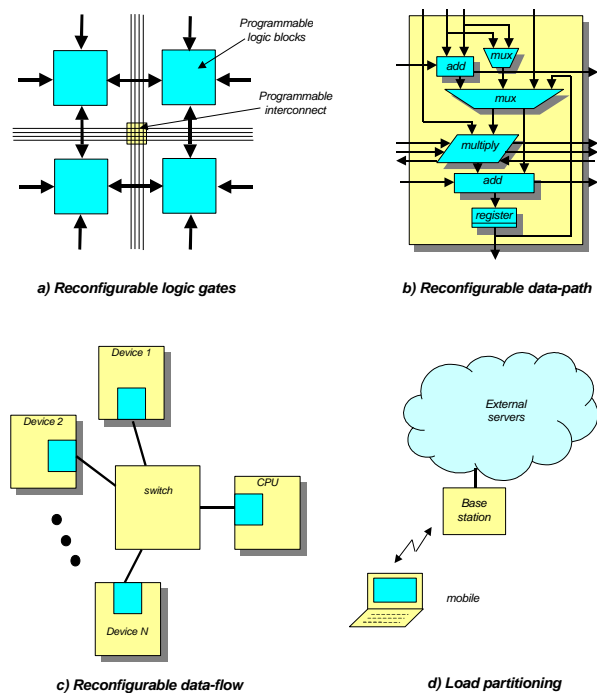 Programmable
logic blocks
Programmable
interconnect
a) Reconfigurable logic gates
mux
add
mux
multiply
add
register
b) Reconfigurable data-path
Device 1
Device 2
switch
CPU
Device N
c) Reconfigurable data-flow
External
servers
Base
station
mobile
d) Load partitioning